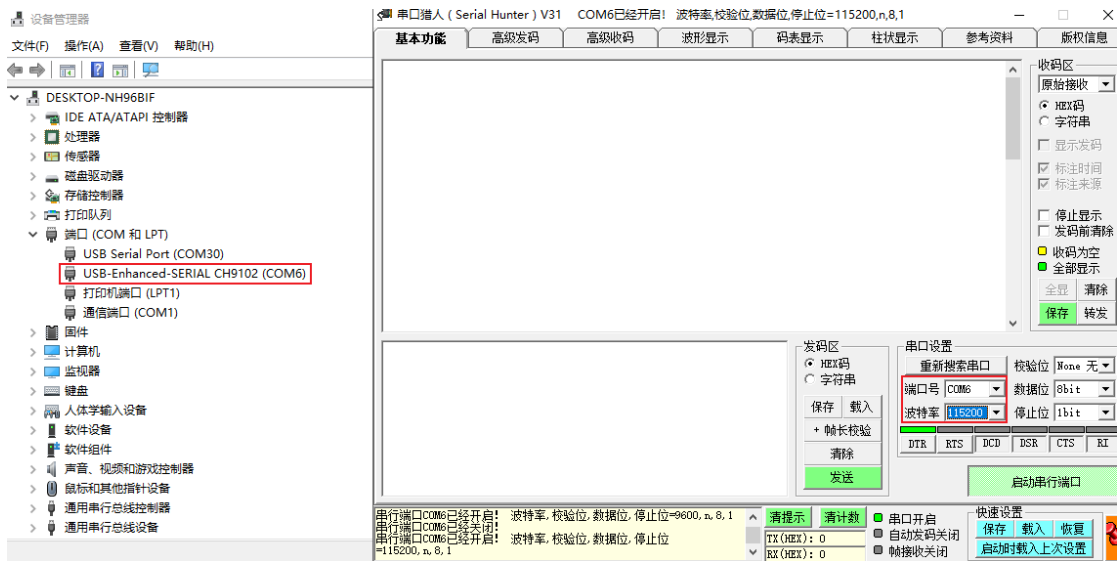 设备管理器
文件(F) 操作(A) 查看(V) 帮助(H)
DESKTOP-NH96BIF
IDE ATA/ATAPI 控制器
处理器
传感器
磁盘驱动器
存储控制器
打印队列
端口 (COM 和 LPT)
USB Serial Port (COM30)
USB-Enhanced-SERIAL CH9102 (COM6)
打印机端口 (LPT1)
通信端口 (COM1)
固件
计算机
监视器
键盘
人体学输入设备
软件设备
软件组件
声音、视频和游戏控制器
鼠标和其他指针设备
通用串行总线控制器
通用串行总线设备
串口猎人 ( Serial Hunter ) V31 COM6已经开启! 波特率,校验位,数据位,停止位=115200,n,8,1
基本功能 高级发码 高级收码 波形显示 码表显示 柱状显示 参考资料 版权信息
收码区
原始接收
HEX码
字符串
显示发码
标注时间
标注来源
停止显示
发码前清除
收码为空
全部显示
全显 清除
保存 转发
发码区
HEX码
字符串
保存 载入
+ 帧长校验
清除
发送
串口设置
重新搜索串口 校验位 None 无
端口号 COM6 数据位 8bit
波特率 115200 停止位 1bit
DTR RTS DCD DSR CTS RI
启动串行端口
串行端口COM6已经开启! 波特率,校验位,数据位,停止位=9600,n,8,1
串行端口COM6已经关闭!
串行端口COM6已经开启! 波特率,校验位,数据位,停止位
=115200,n,8,1
清提示 清计数
TX(HEX): 0
RX(HEX): 0
串口开启
自动发码关闭
帧接收关闭
快速设置
保存 载入 恢复
启动时载入上次设置